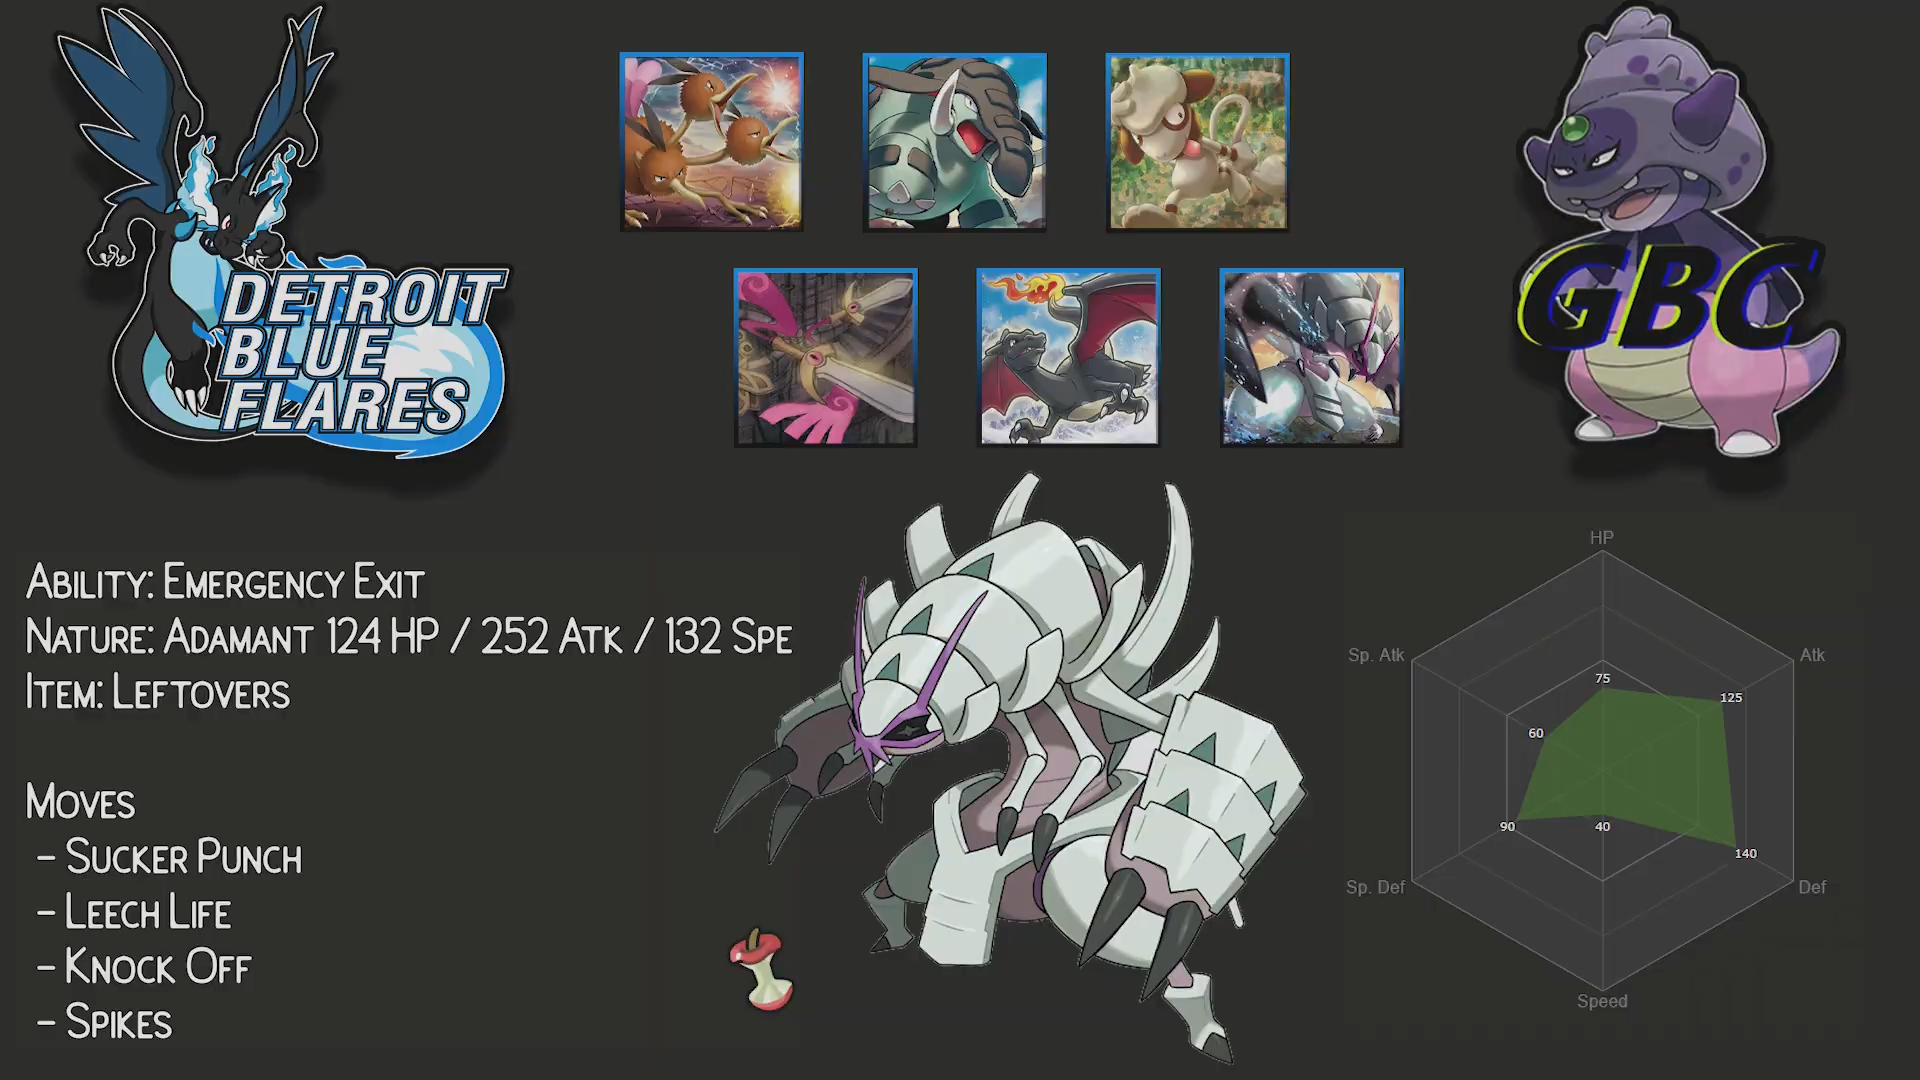 DETROIT
BLUE
FLARES
GBC
Ability: Emergency Exit
Nature: Adamant 124 HP / 252 Atk / 132 Spe
Item: Leftovers
Moves
- Sucker Punch
- Leech Life
- Knock Off
- Spikes
HP
Sp. Atk
Atk
75
125
60
90
40
140
Sp. Def
Def
Speed